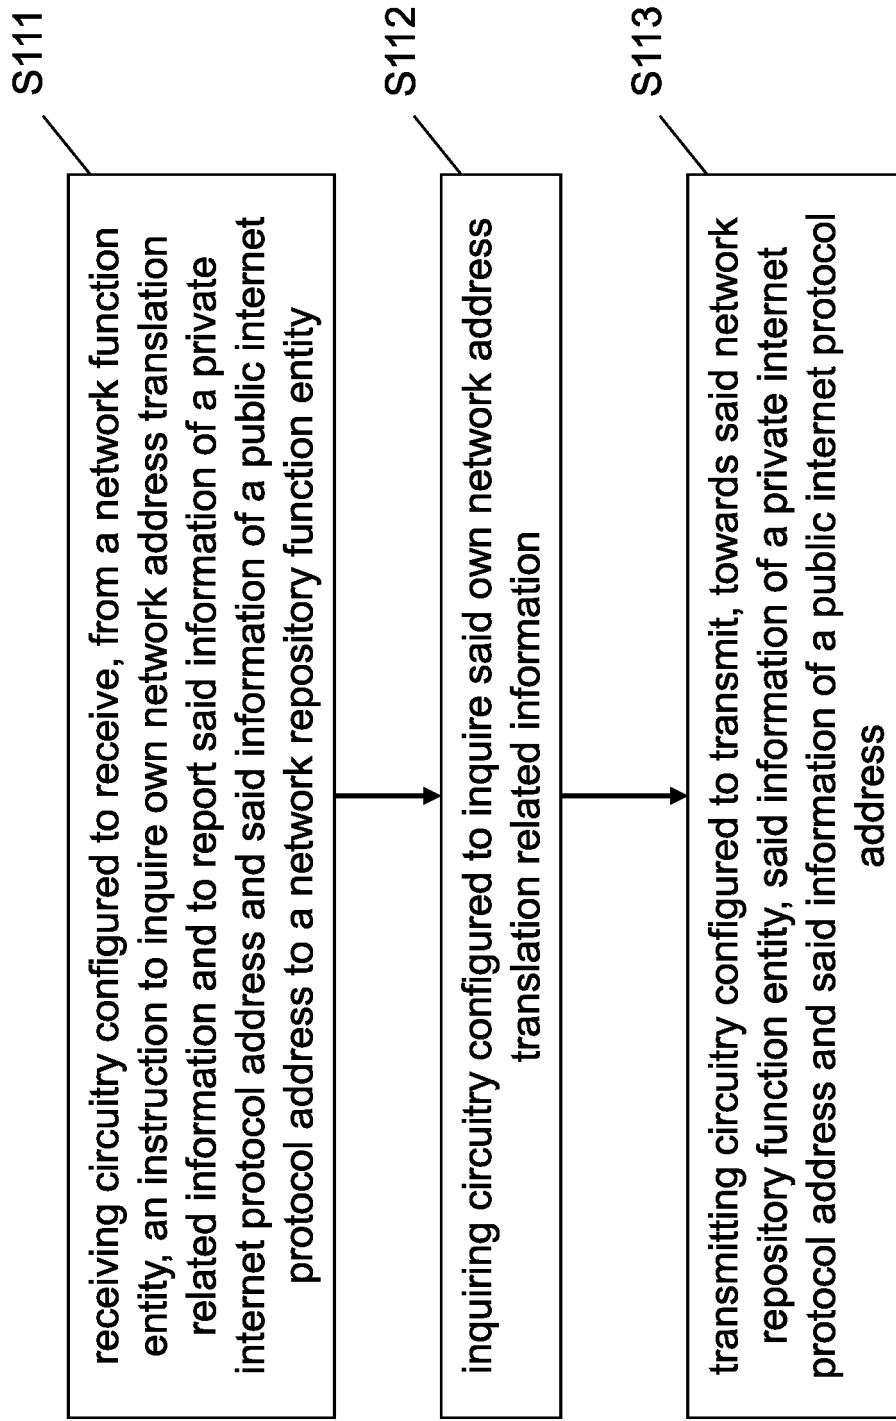 S111
receiving circuitry configured to receive, from a network function
entity, an instruction to inquire own network address translation
related information and to report said information of a private
internet protocol address and said information of a public internet
protocol address to a network repository function entity
S112
inquiring circuitry configured to inquire said own network address
translation related information
S113
transmitting circuitry configured to transmit, towards said network
repository function entity, said information of a private internet
protocol address and said information of a public internet protocol
address